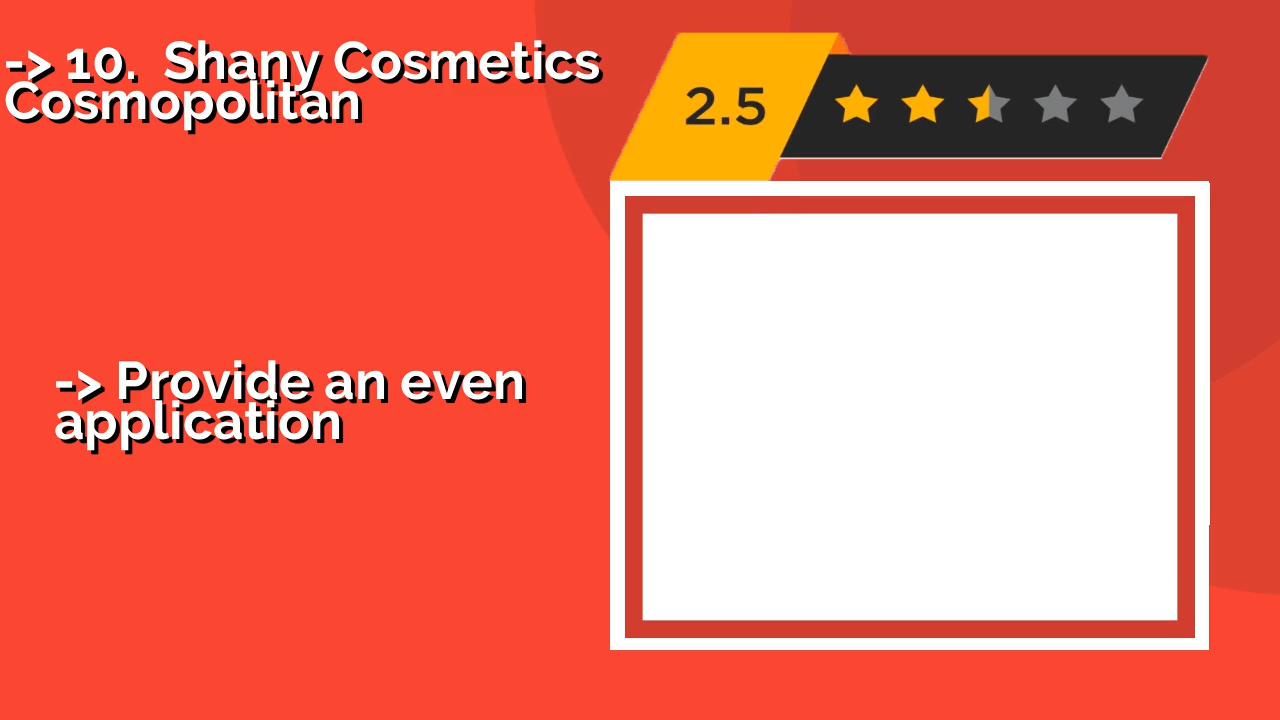 -> 10.  Shany Cosmetics
Cosmopolitan
2.5
-> Provide an even
application